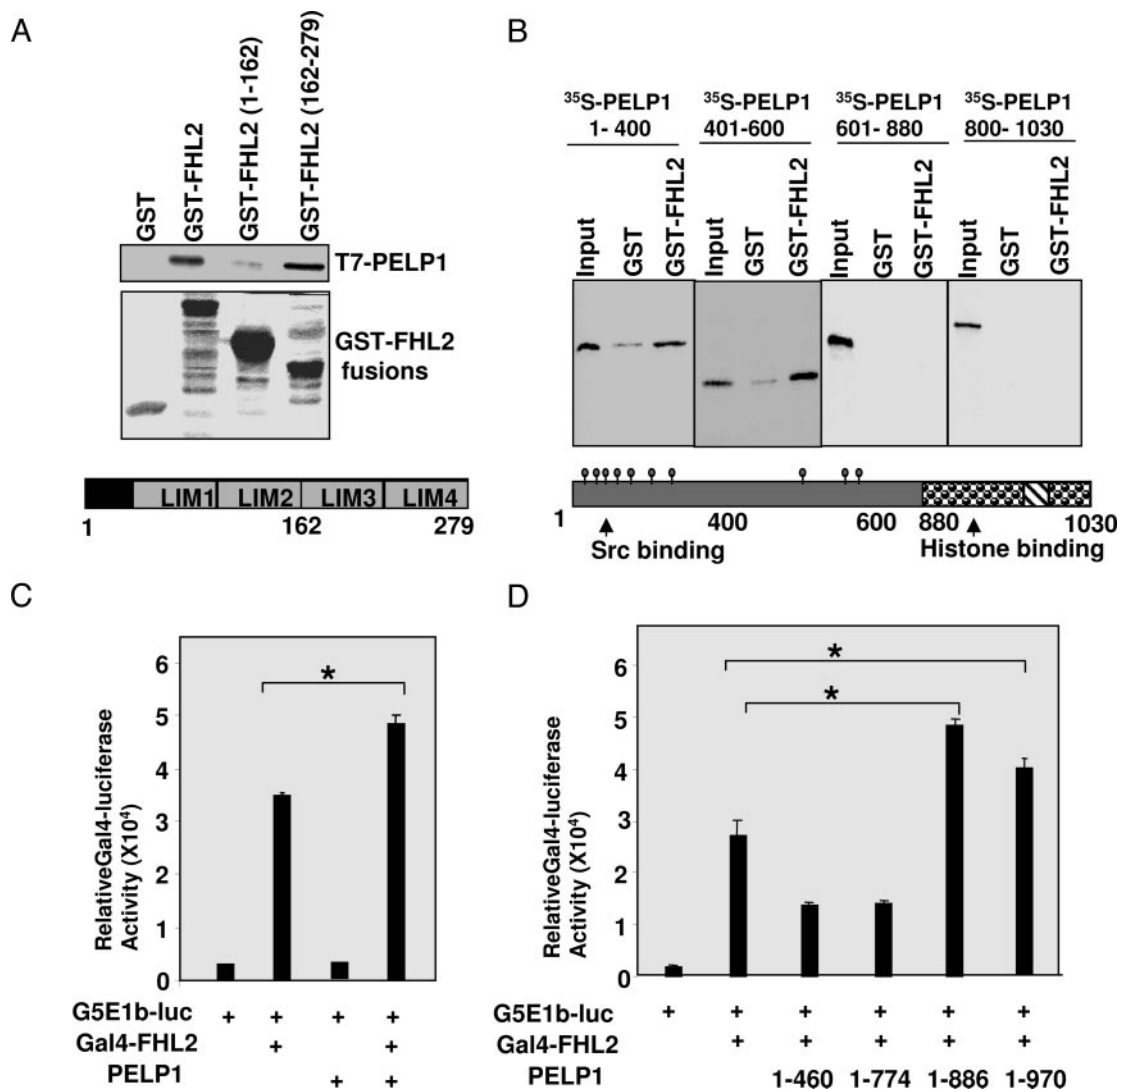 A
GST
GST-FHL2
GST-FHL2 (1-162)
GST-FHL2 (162-279)
T7-PELP1
GST-FHL2
fusions
LIM1 LIM2 LIM3 LIM4
1 162 279
B
35S-PELP1 35S-PELP1 35S-PELP1 35S-PELP1
1- 400 401-600 601- 880 800- 1030
Input GST GST-FHL2 Input GST GST-FHL2 Input GST GST-FHL2 Input GST GST-FHL2
1 400 600 880 1030
Src binding Histone binding
C
RelativeGal4-luciferase
Activity (X10⁴)
6
5
4
3
2
1
0
*
G5E1b-luc + + + +
Gal4-FHL2 + +
PELP1 + +
D
RelativeGal4-luciferase
Activity (X10⁴)
6
5
4
3
2
1
0
*
*
G5E1b-luc + + + + + +
Gal4-FHL2 + + + + +
PELP1 1-460 1-774 1-886 1-970